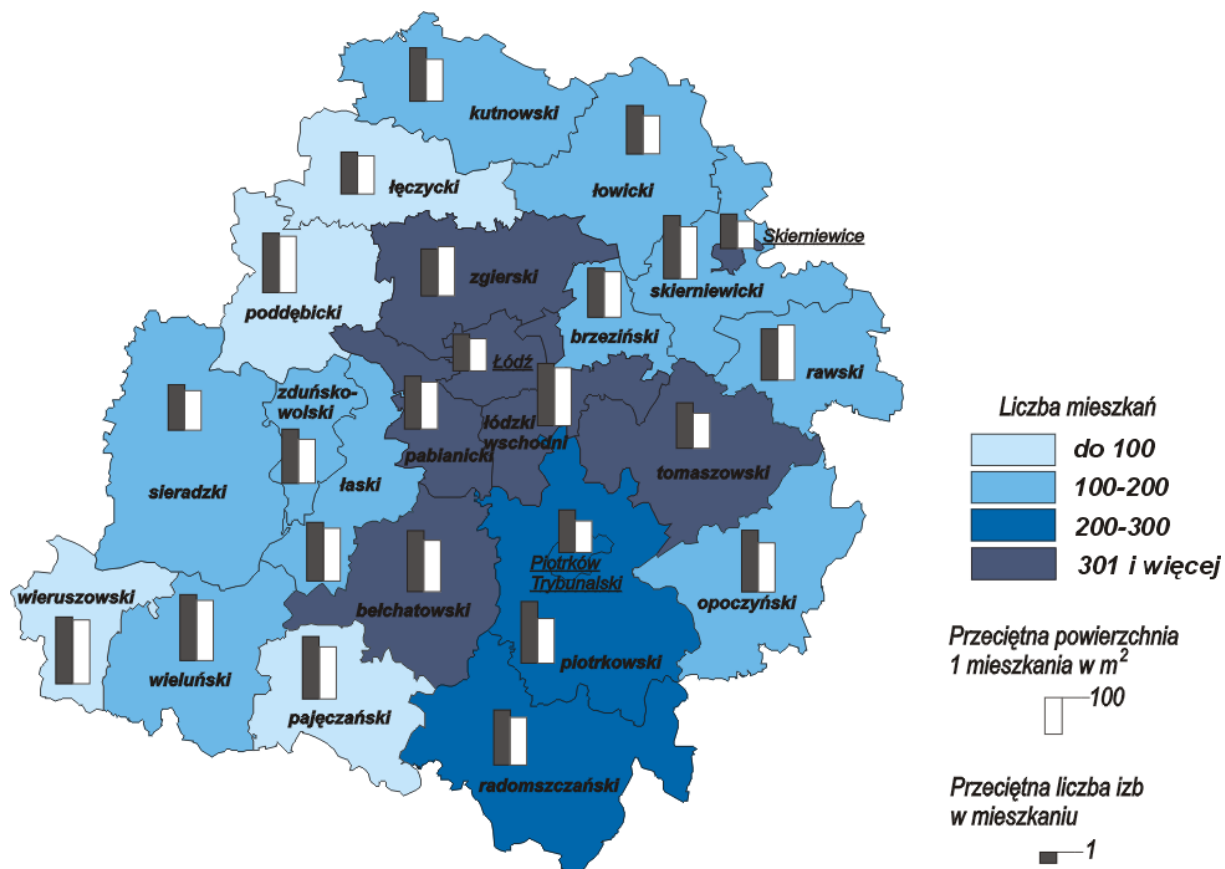 kutnowski
łęczycki
łowicki
Skierniewice
zgierski
skierniewicki
poddębicki
brzeziński
Łódź
rawski
zduńsko-
wolski
łódzki
wschodni
pabianicki
tomaszowski
sieradzki
łaski
Piotrków
Trybunalski
wieruszowski
bełchatowski
opoczyński
piotrkowski
wieluński
pajęczański
radomszczański
Liczba mieszkań
do 100
100-200
200-300
301 i więcej
Przeciętna powierzchnia
1 mieszkania w m²
100
Przeciętna liczba izb
w mieszkaniu
1